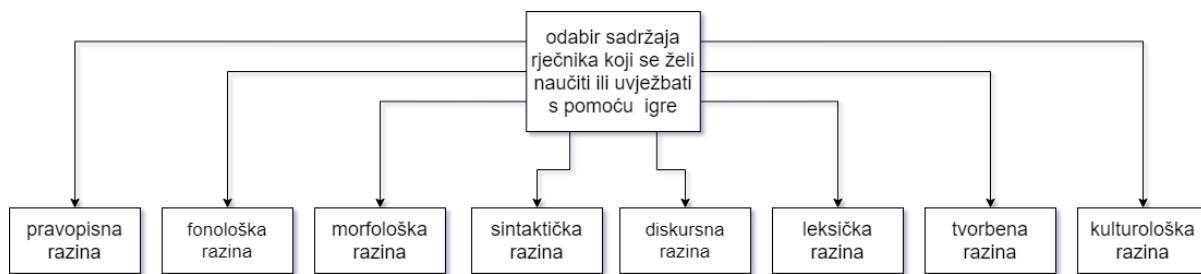 odabir sadržaja
rječnika koji se želi
naučiti ili uvježbati
s pomoću igre
pravopisna
razina
fonološka
razina
morfološka
razina
sintaktička
razina
diskursna
razina
leksička
razina
tvorbena
razina
kulturološka
razina